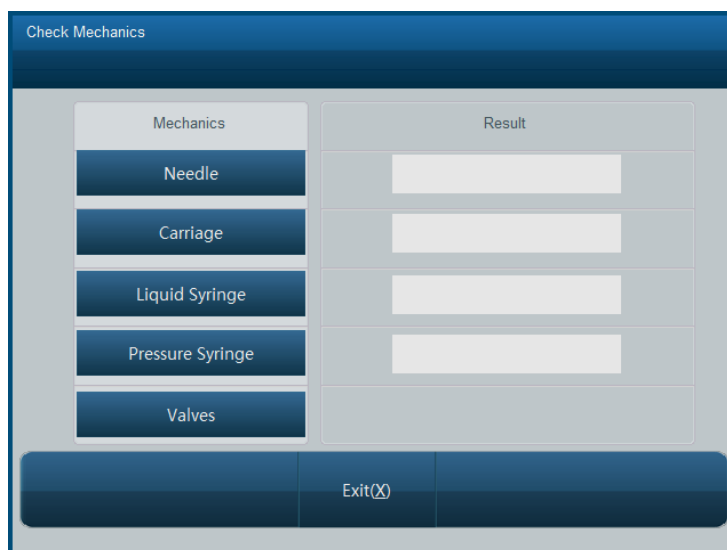 Check Mechanics
Mechanics Result
Needle
Carriage
Liquid Syringe
Pressure Syringe
Valves
Exit(X)